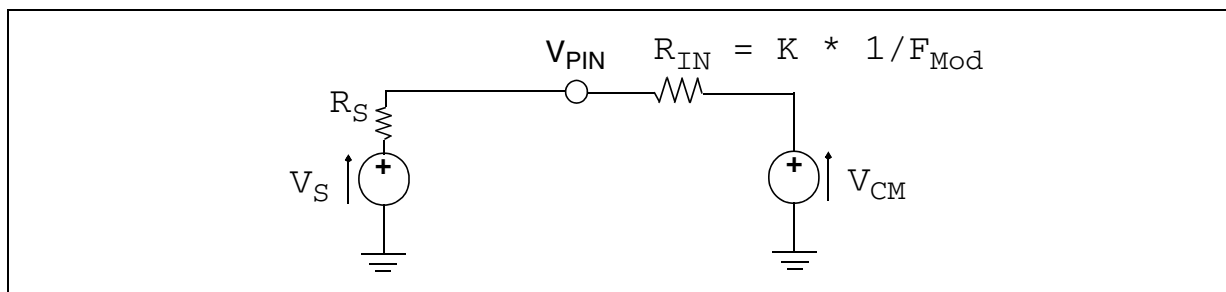 V_PIN
R_IN = K * 1/F_Mod
R_S
+
V_S
+
V_CM